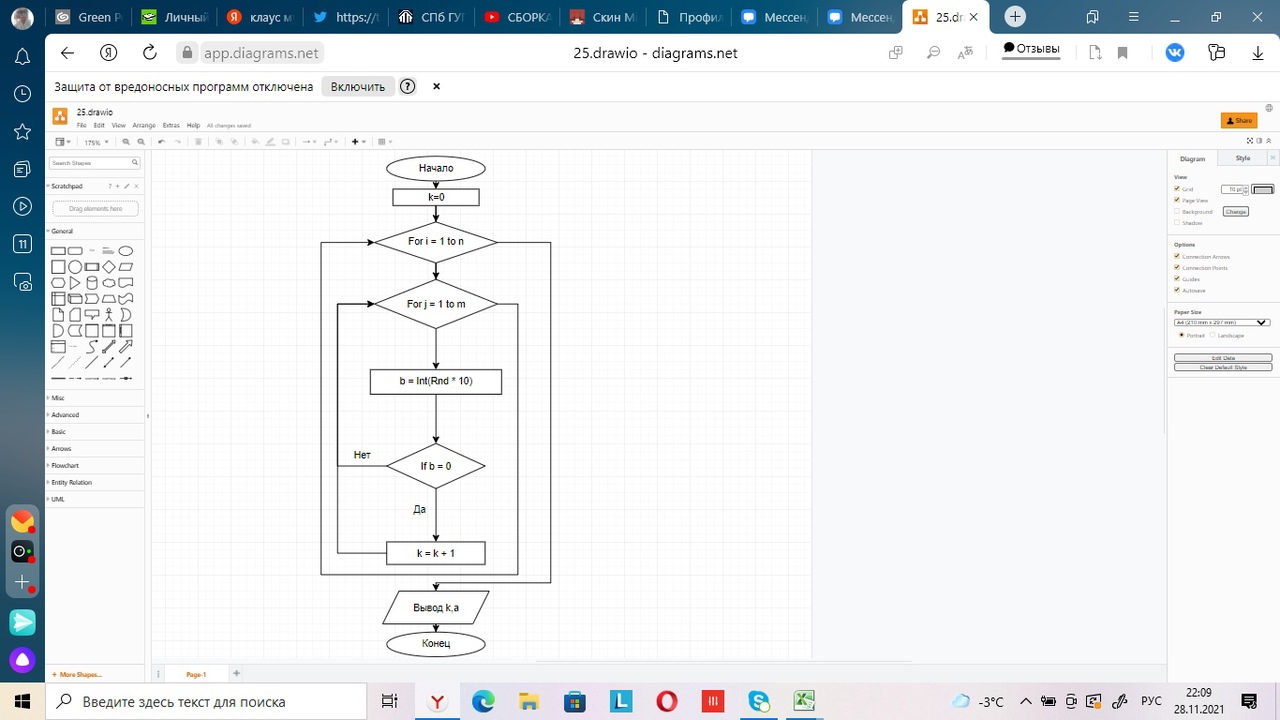 Green Р
Личный
клаус м
https://t
СПб ГУ
СБОРКА
Скин М
Профил
Мессен,
Мессен,
25.dr
app.diagrams.net
25.drawio - diagrams.net
Отзывы
Защита от вредоносных программ отключена
Включить
?
25.drawio
File Edit View Arrange Extras Help All changes saved
Share
175%
Search Shapes
Scratchpad
Drag elements here
General
Misc
Advanced
Basic
Arrows
Flowchart
Entity Relation
UML
+ More Shapes...
11
Начало
k=0
For i = 1 to n
For j = 1 to m
b = Int(Rnd * 10)
Нет
If b = 0
Да
k = k + 1
Вывод k,a
Конец
Page-1
Diagram
Style
View
Grid
10 pt
Page View
Background
Change
Shadow
Options
Connection Arrows
Connection Points
Guides
Autosave
Paper Size
A4 (210 mm x 297 mm)
Portrait
Landscape
Edit Data
Clear Default Style
Введите здесь текст для поиска
-3°C
РУС
22:09
28.11.2021